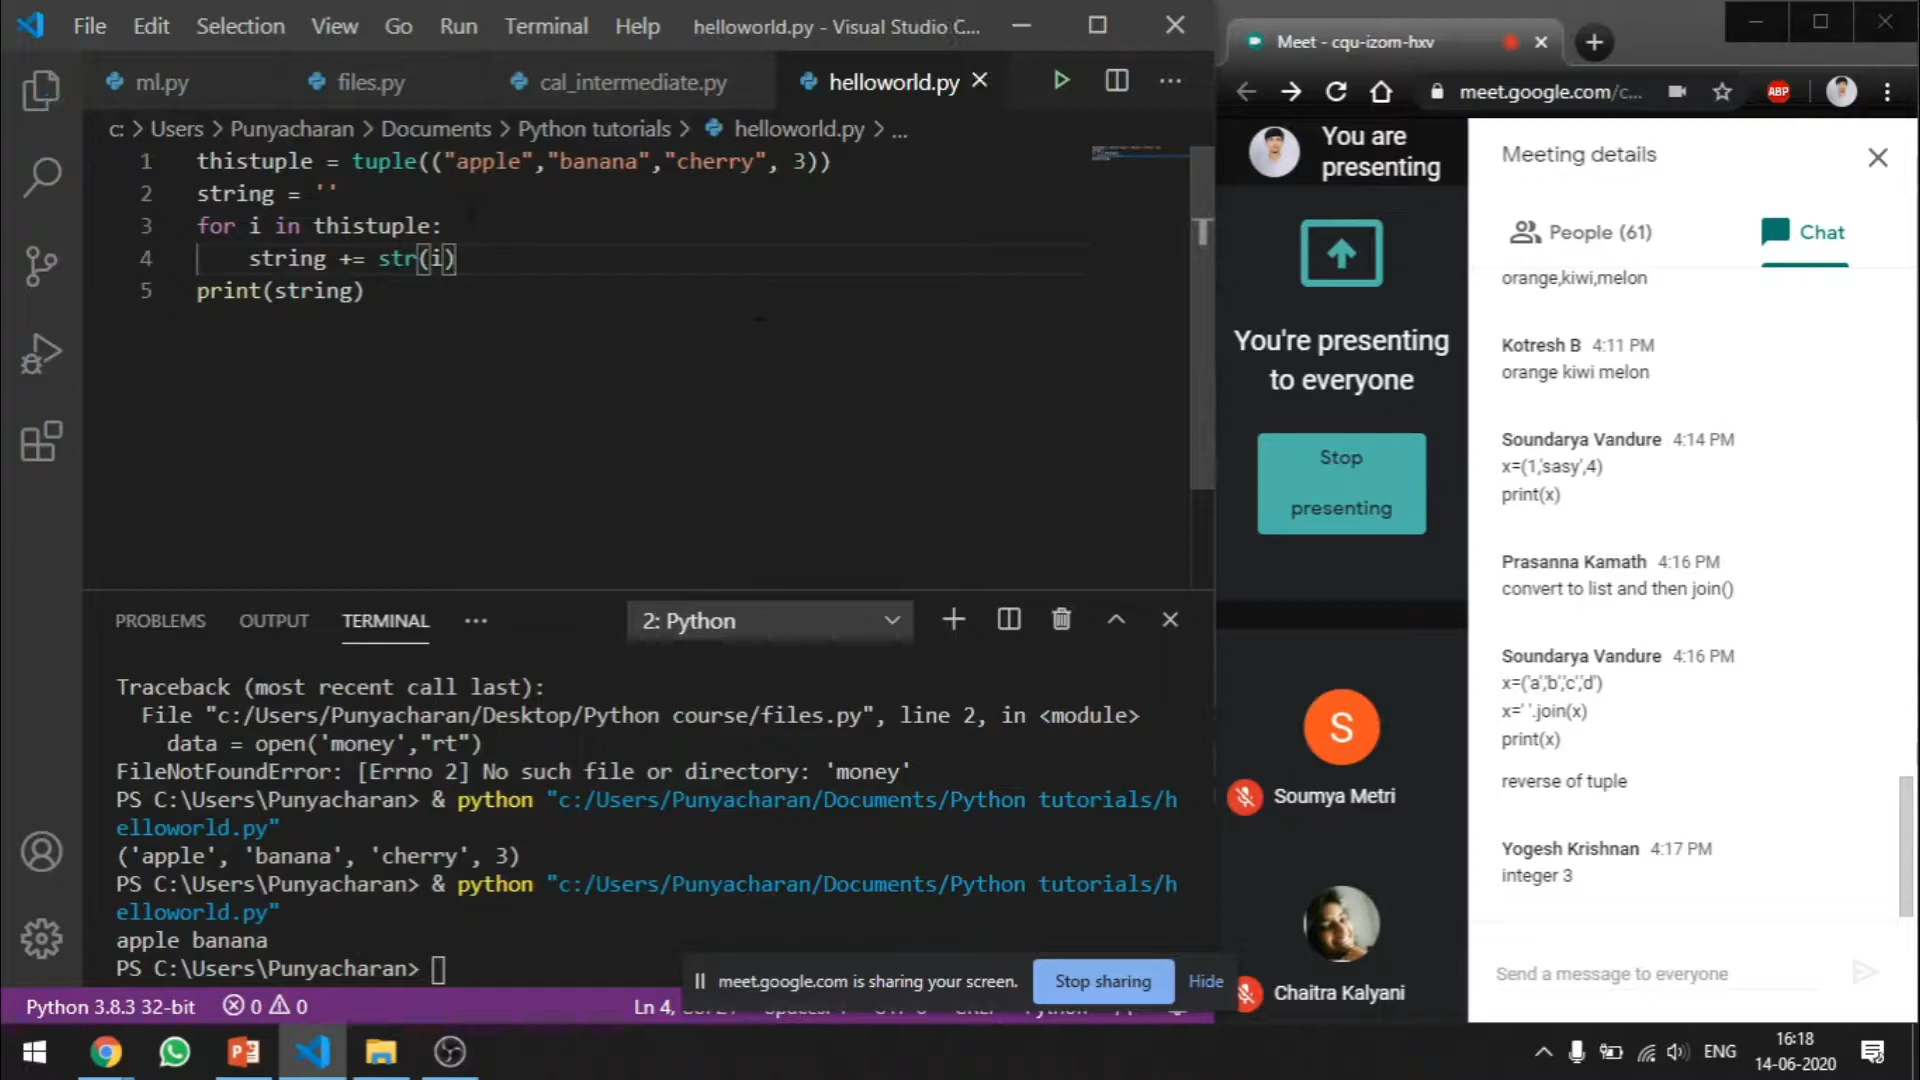 File Edit Selection View Go Run Terminal Help helloworld.py - Visual Studio C...
ml.py files.py cal_intermediate.py helloworld.py
c: > Users > Punyacharan > Documents > Python tutorials > helloworld.py > ...
1 thistuple = tuple(("apple","banana","cherry", 3))
2 string = ''
3 for i in thistuple:
4 string += str(i)
5 print(string)
PROBLEMS OUTPUT TERMINAL ... 2: Python
Traceback (most recent call last):
File "c:/Users/Punyacharan/Desktop/Python course/files.py", line 2, in <module>
data = open('money',"rt")
FileNotFoundError: [Errno 2] No such file or directory: 'money'
PS C:\Users\Punyacharan> & python "c:/Users/Punyacharan/Documents/Python tutorials/h
elloworld.py"
('apple', 'banana', 'cherry', 3)
PS C:\Users\Punyacharan> & python "c:/Users/Punyacharan/Documents/Python tutorials/h
elloworld.py"
apple banana
PS C:\Users\Punyacharan>
meet.google.com is sharing your screen. Stop sharing Hide
Python 3.8.3 32-bit 0 0 Ln 4,
Meet - cqu-izom-hxv
meet.google.com/c... ABP
You are
presenting
You're presenting
to everyone
Stop
presenting
S
Soumya Metri
Chaitra Kalyani
Meeting details
People (61) Chat
orange,kiwi,melon
Kotresh B 4:11 PM
orange kiwi melon
Soundarya Vandure 4:14 PM
x=(1,'sasy',4)
print(x)
Prasanna Kamath 4:16 PM
convert to list and then join()
Soundarya Vandure 4:16 PM
x=('a','b','c','d')
x=' '.join(x)
print(x)
reverse of tuple
Yogesh Krishnan 4:17 PM
integer 3
Send a message to everyone
ENG
16:18
14-06-2020